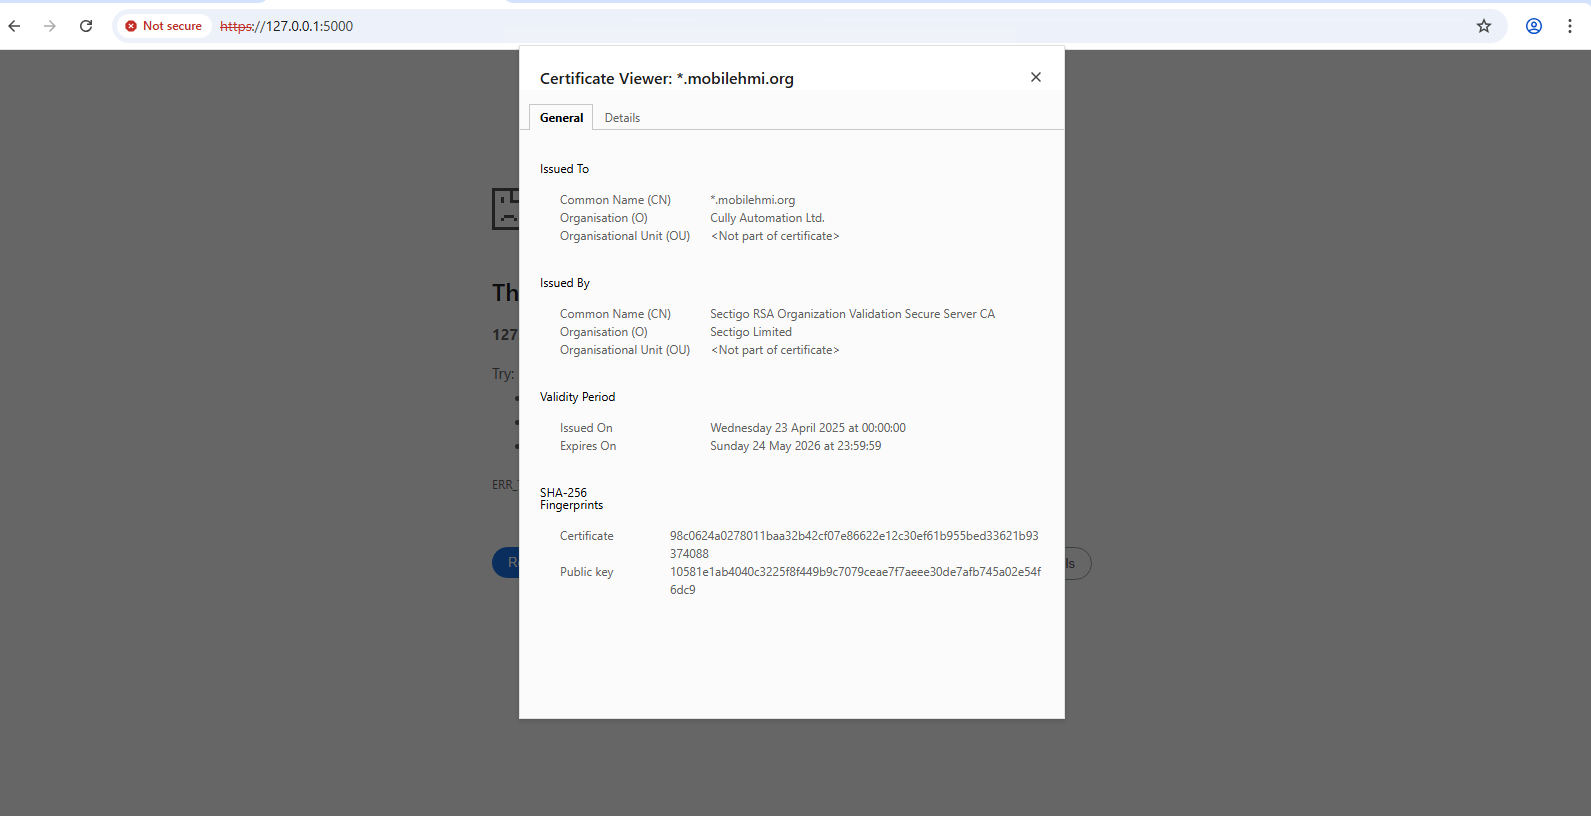 Not secure https://127.0.0.1:5000
Certificate Viewer: *.mobilehmi.org
General Details
Issued To
Common Name (CN) *.mobilehmi.org
Organisation (O) Cully Automation Ltd.
Organisational Unit (OU) <Not part of certificate>
Issued By
Common Name (CN) Sectigo RSA Organization Validation Secure Server CA
Organisation (O) Sectigo Limited
Organisational Unit (OU) <Not part of certificate>
Validity Period
Issued On Wednesday 23 April 2025 at 00:00:00
Expires On Sunday 24 May 2026 at 23:59:59
SHA-256
Fingerprints
Certificate 98c0624a0278011baa32b42cf07e86622e12c30ef61b955bed33621b93
374088
Public key 10581e1ab4040c3225f8f449b9c7079ceae7f7aeee30de7afb745a02e54f
6dc9
Th
127
Try:
ERR_
R
ls